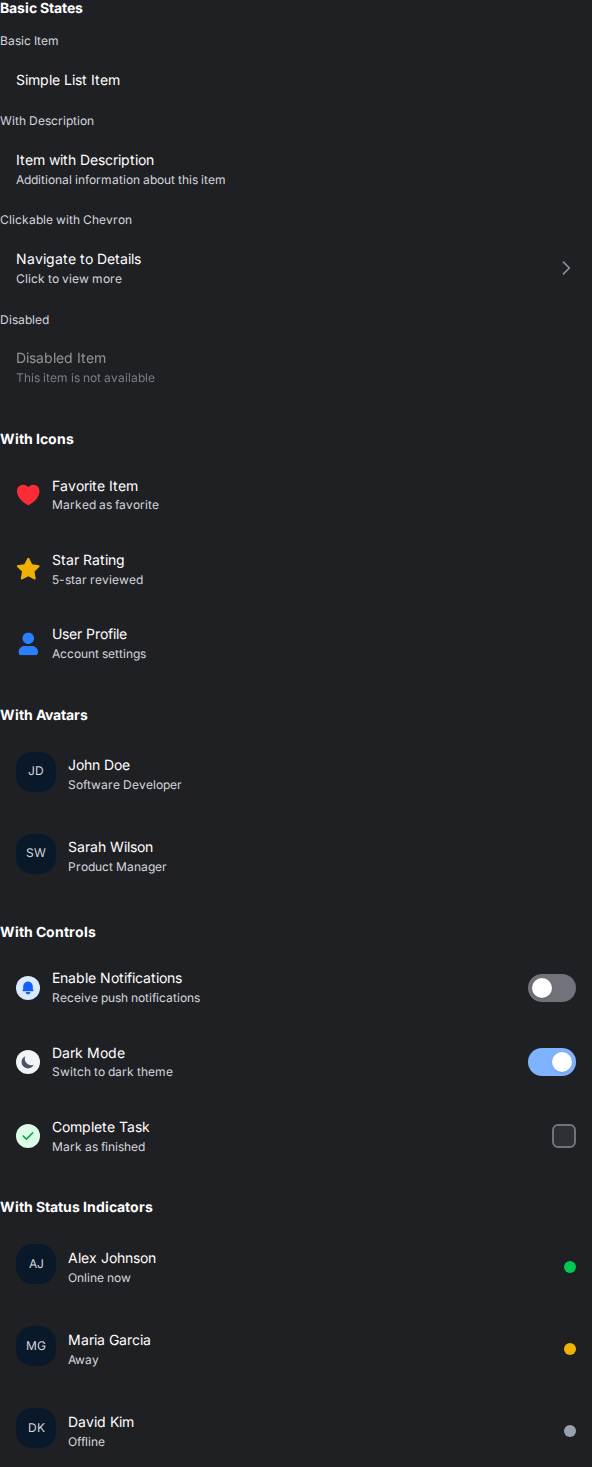 Basic States
Basic Item
Simple List Item
With Description
Item with Description
Additional information about this item
Clickable with Chevron
Navigate to Details
Click to view more
Disabled
Disabled Item
This item is not available
With Icons
Favorite Item
Marked as favorite
Star Rating
5-star reviewed
User Profile
Account settings
With Avatars
JD
John Doe
Software Developer
SW
Sarah Wilson
Product Manager
With Controls
Enable Notifications
Receive push notifications
Dark Mode
Switch to dark theme
Complete Task
Mark as finished
With Status Indicators
AJ
Alex Johnson
Online now
MG
Maria Garcia
Away
DK
David Kim
Offline